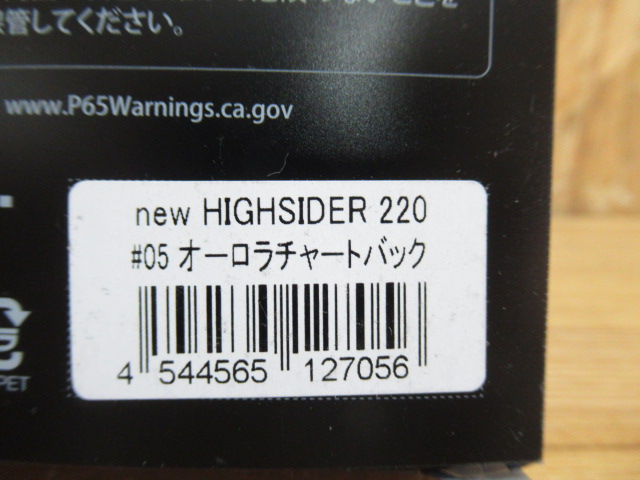 管してください。
www.P65Warnings.ca.gov
new HIGHSIDER 220
#05 オーロラチャートバック
4 544565 127056
PET